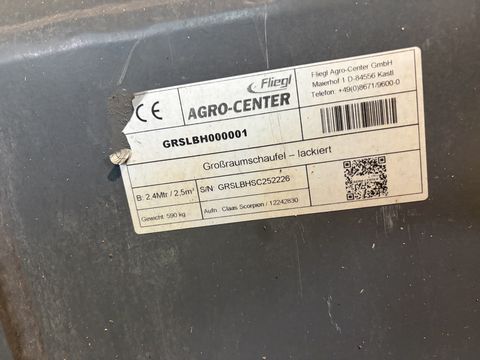 CE
Fliegl
AGRO-CENTER
Fliegl Agro-Center GmbH
Maierhof 1 D-84556 Kastl
Telefon: +49(0)8671/9600-0
GRSLBH000001
Großraumschaufel – lackiert
B: 2.4Mtr / 2.5m³
S/N: GRSLBHSC252226
Gewicht: 590 kg
Aufn.: Claas Scorpion / 12242830